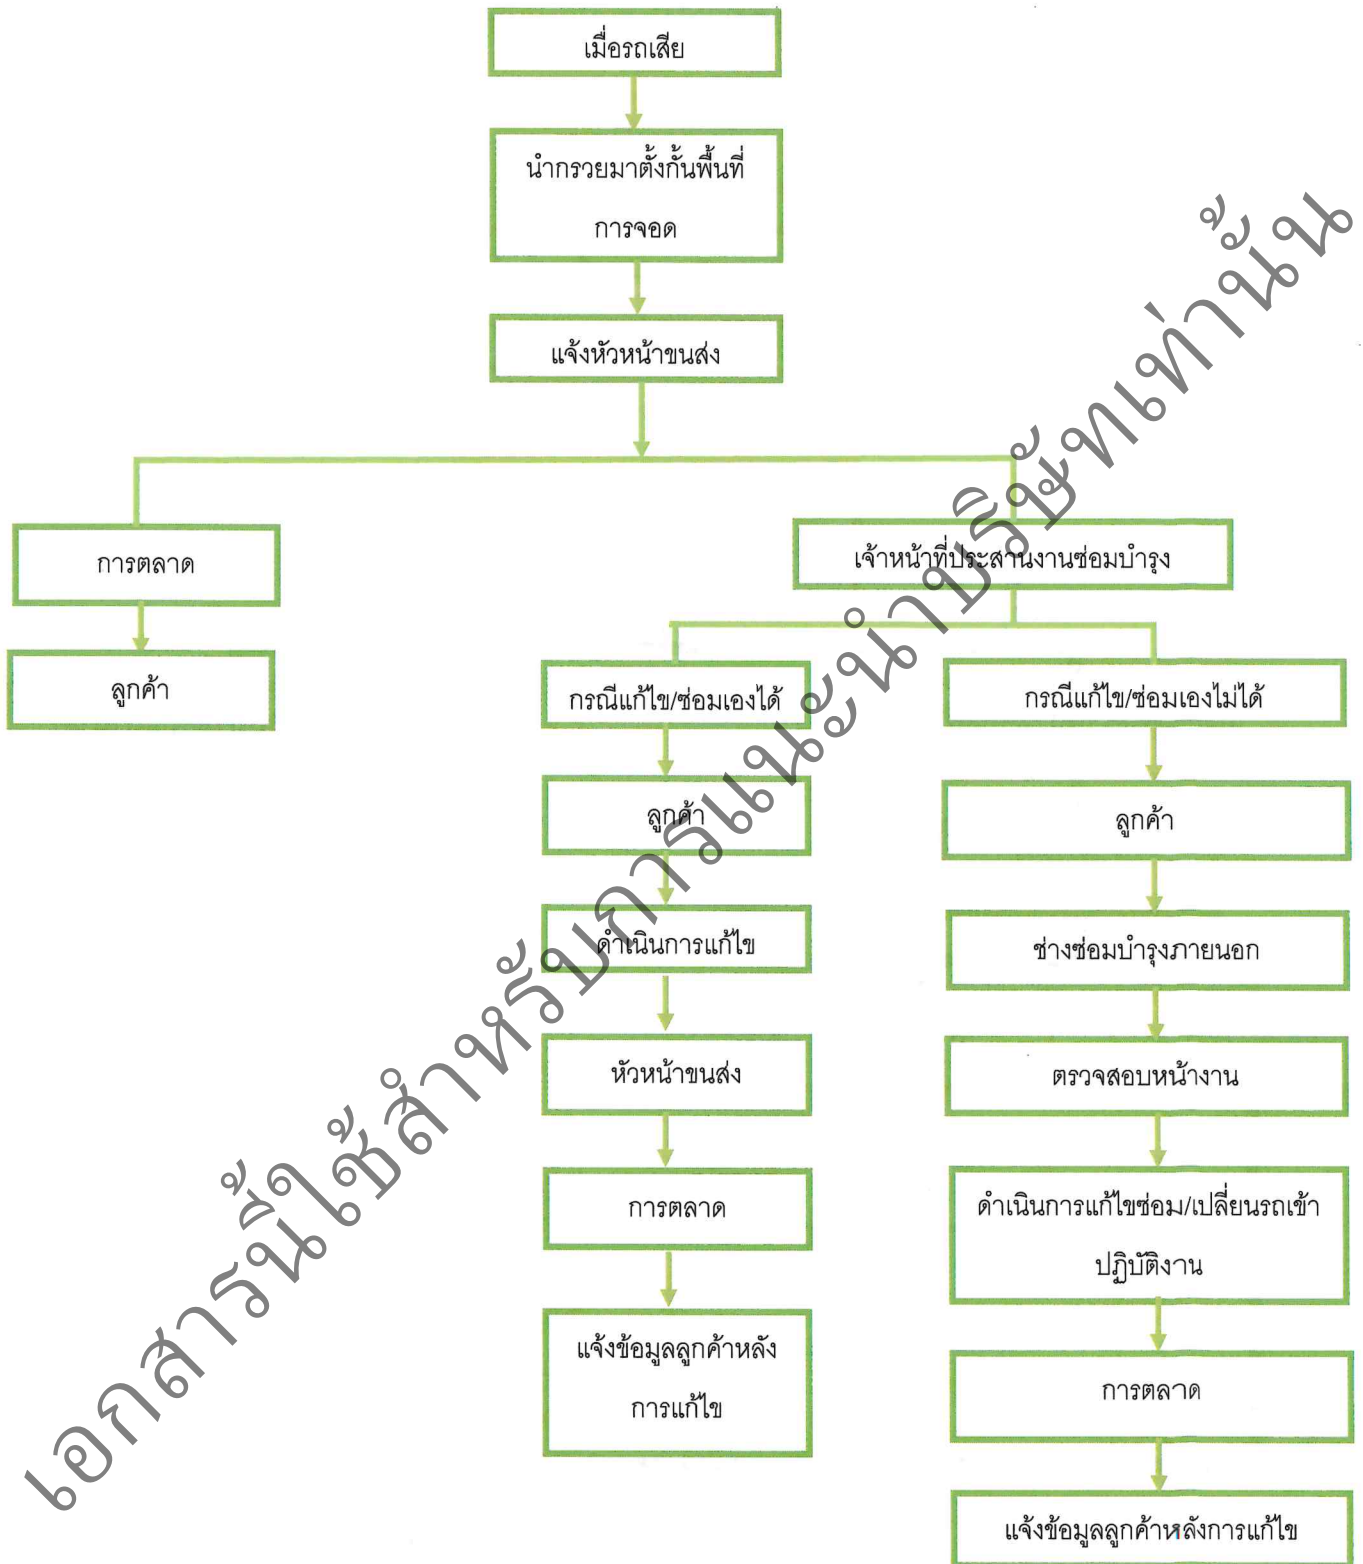 เมื่อรถเสีย
นำกรวยมาตั้งกั้นพื้นที่
การจอด
แจ้งหัวหน้าขนส่ง
การตลาด
ลูกค้า
เจ้าหน้าที่ประสานงานซ่อมบำรุง
กรณีแก้ไข/ซ่อมเองได้
ลูกค้า
ดำเนินการแก้ไข
หัวหน้าขนส่ง
การตลาด
แจ้งข้อมูลลูกค้าหลัง
การแก้ไข
กรณีแก้ไข/ซ่อมเองไม่ได้
ลูกค้า
ช่างซ่อมบำรุงภายนอก
ตรวจสอบหน้างาน
ดำเนินการแก้ไขซ่อม/เปลี่ยนรถเข้า
ปฏิบัติงาน
การตลาด
แจ้งข้อมูลลูกค้าหลังการแก้ไข
เอกสารนี้ใช้สำหรับการแนะนำบริษัทเท่านั้น